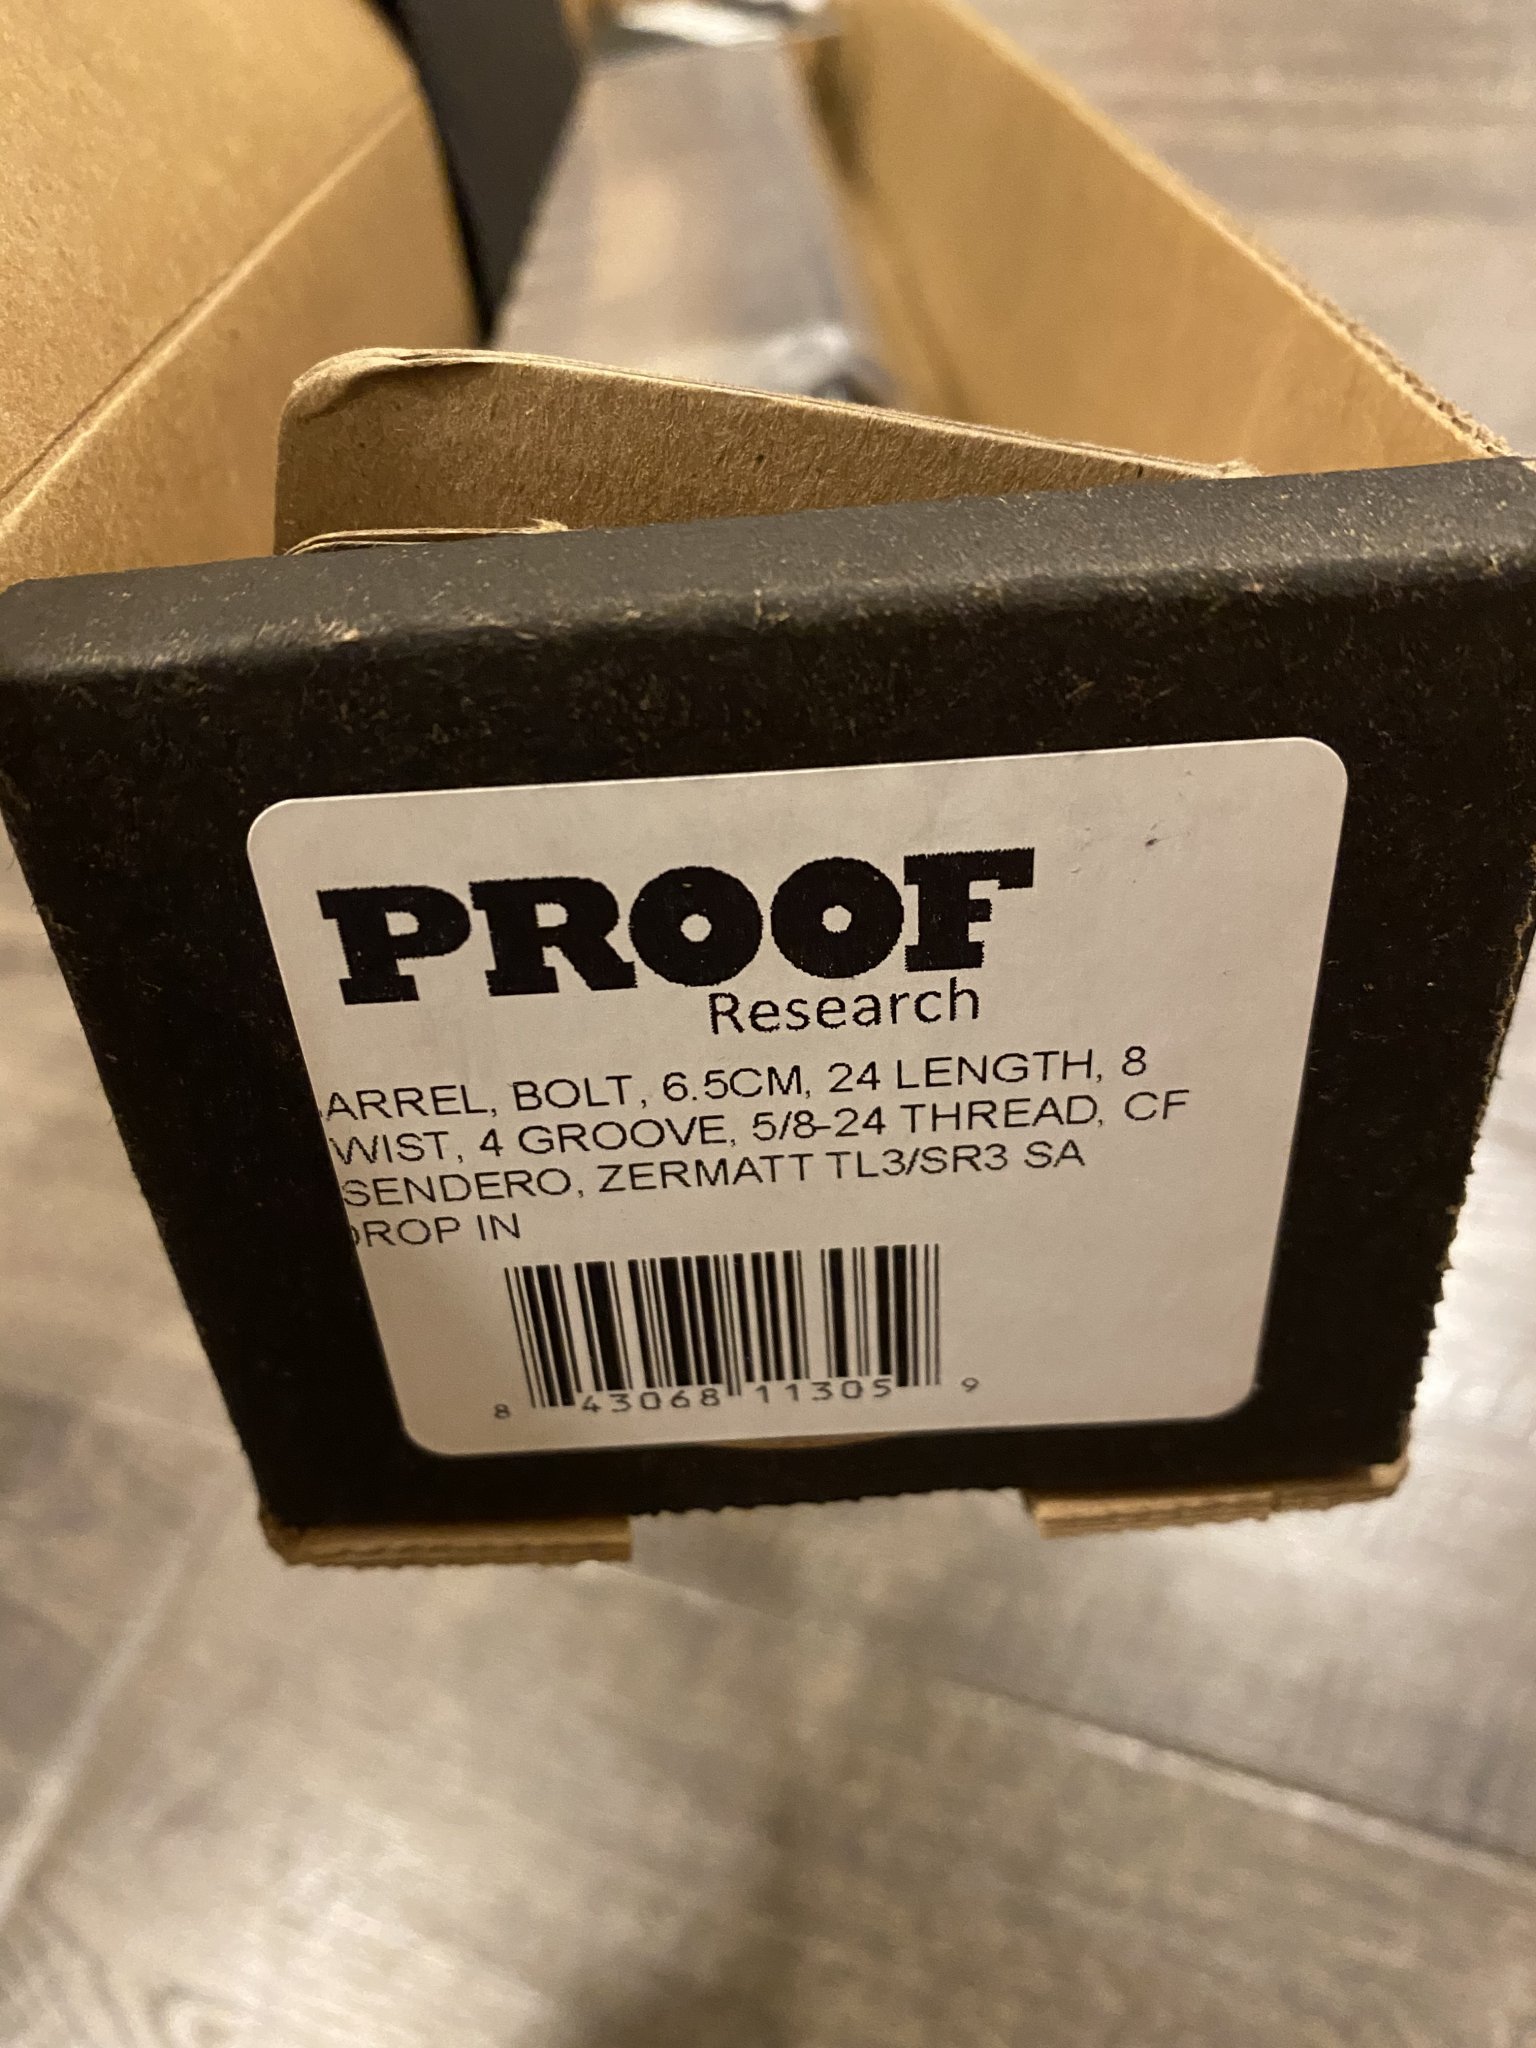 PROOF
Research
ARREL, BOLT, 6.5CM, 24 LENGTH, 8
WIST, 4 GROOVE, 5/8-24 THREAD, CF
SENDERO, ZERMATT TL3/SR3 SA
DROP IN
8 43068 11305 9